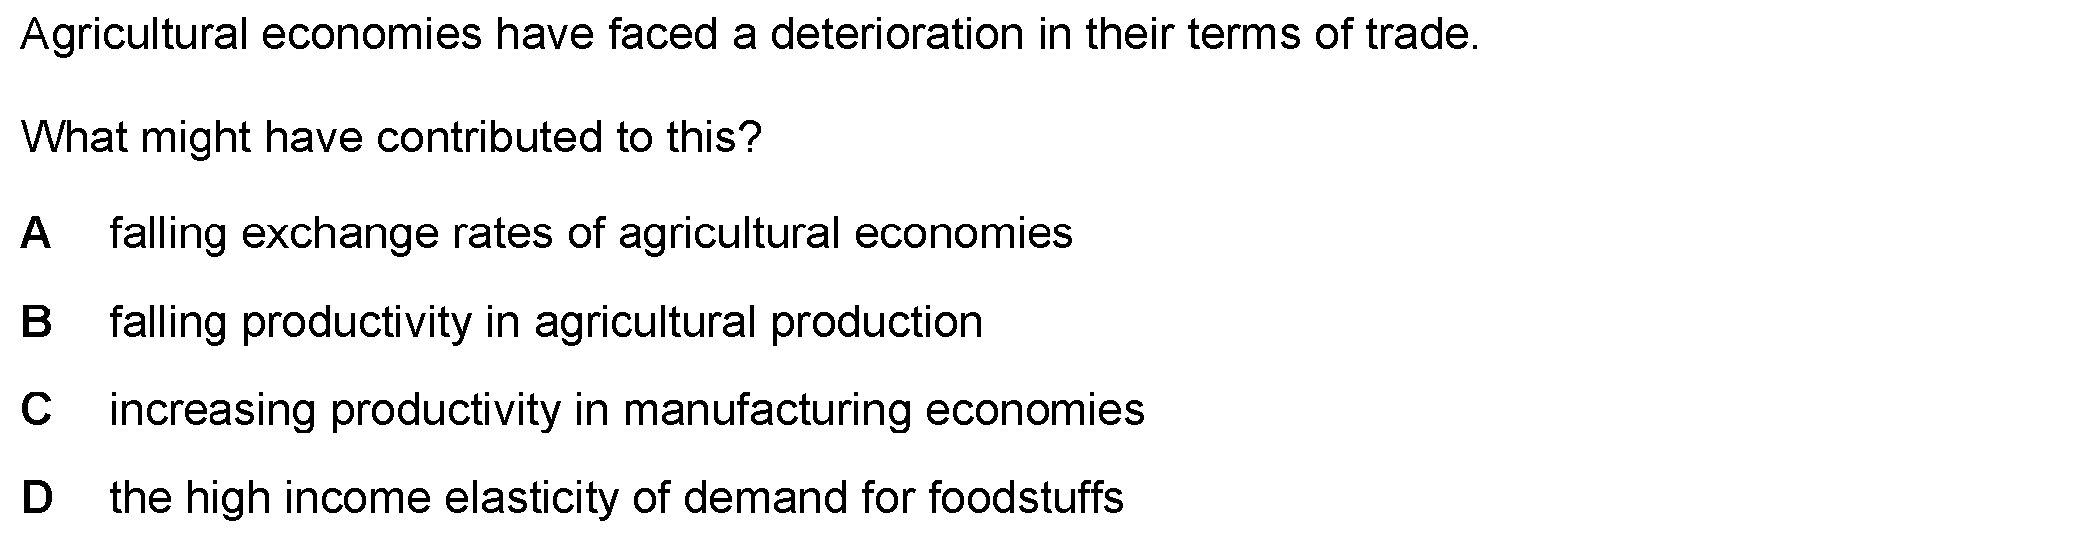 Agricultural economies have faced a deterioration in their terms of trade.
What might have contributed to this?
A falling exchange rates of agricultural economies
B falling productivity in agricultural production
C increasing productivity in manufacturing economies
D the high income elasticity of demand for foodstuffs